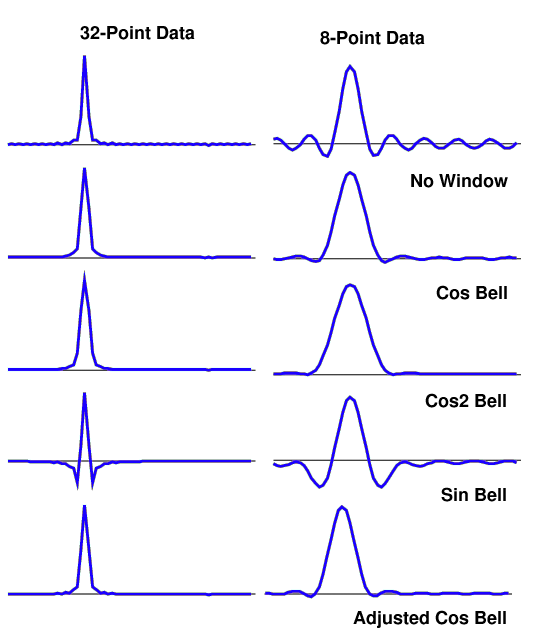 32-Point Data
8-Point Data
No Window
Cos Bell
Cos2 Bell
Sin Bell
Adjusted Cos Bell